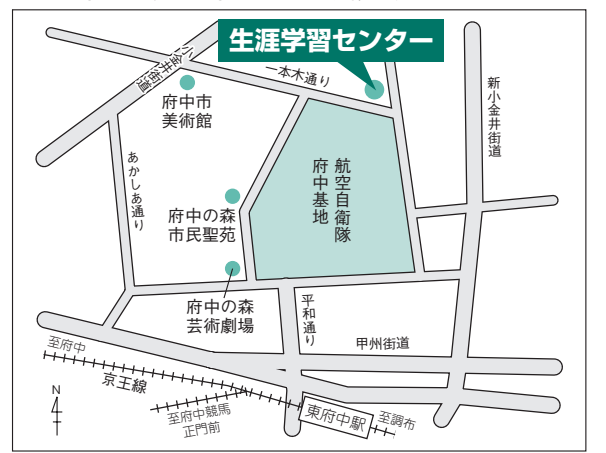 生涯学習センター
小金井街道
一本木通り
新小金井街道
府中市
美術館
あかしあ通り
航空自衛隊
府中基地
府中の森
市民聖苑
府中の森
芸術劇場
平和通り
甲州街道
至府中
京王線
N
至府中競馬
正門前
東府中駅
至調布